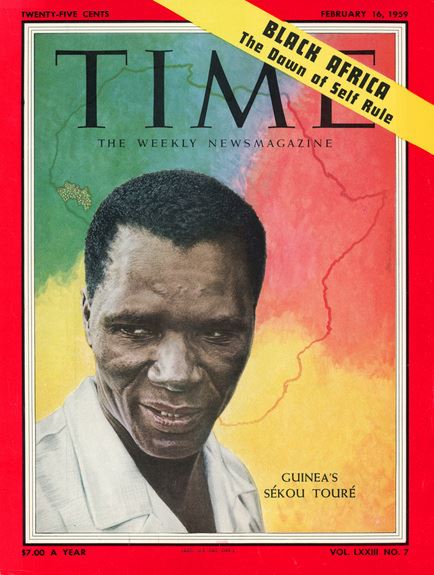 TWENTY-FIVE CENTS
FEBRUARY 16, 1959
BLACK AFRICA
The Dawn of Self Rule
TIME
THE WEEKLY NEWSMAGAZINE
GUINEA'S
SÉKOU TOURÉ
$7.00 A YEAR
VOL. LXXIII NO. 7